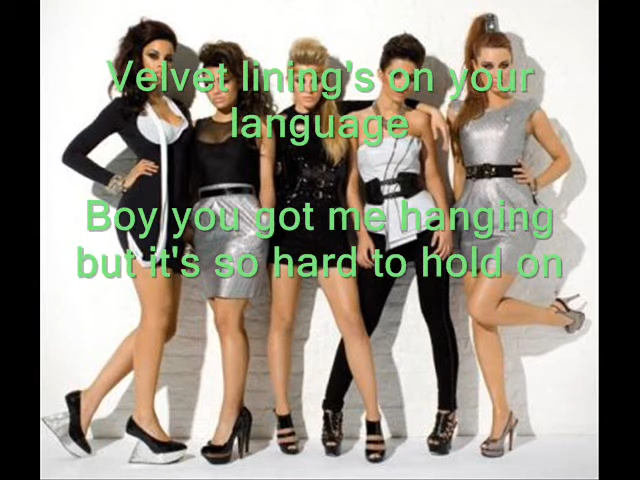 Velvet lining's on your
language
Boy you got me hanging
but it's so hard to hold on